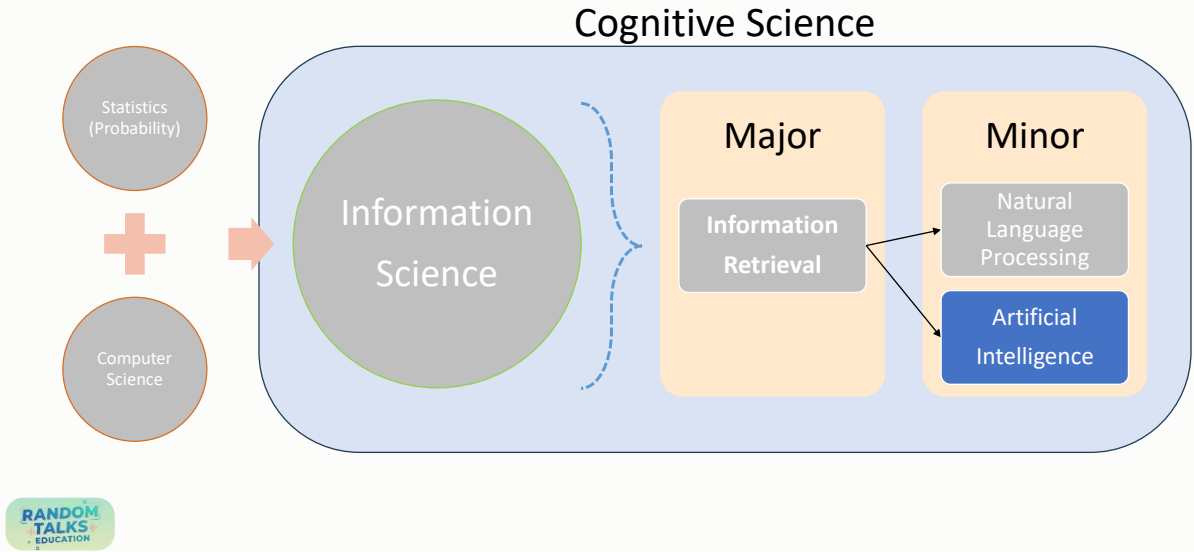 Cognitive Science
Statistics
(Probability)
Computer
Science
Information
Science
Major
Information
Retrieval
Minor
Natural
Language
Processing
Artificial
Intelligence
RANDOM
TALKS
EDUCATION